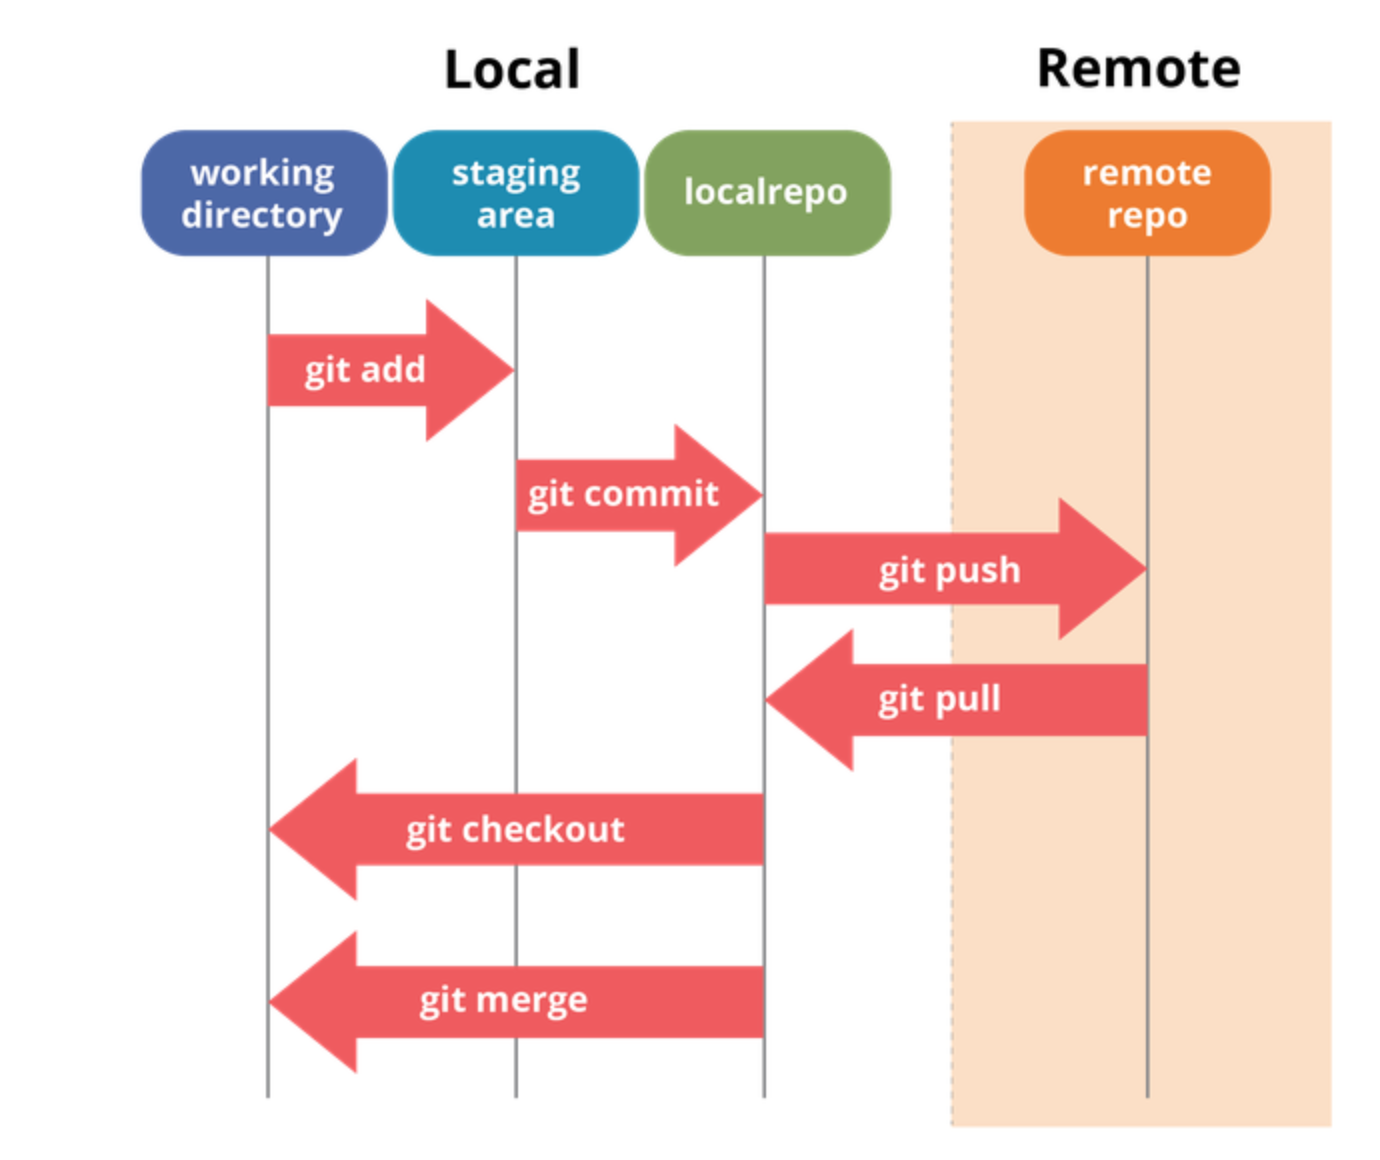 Local
Remote
working
directory
staging
area
localrepo
remote
repo
git add
git commit
git push
git pull
git checkout
git merge